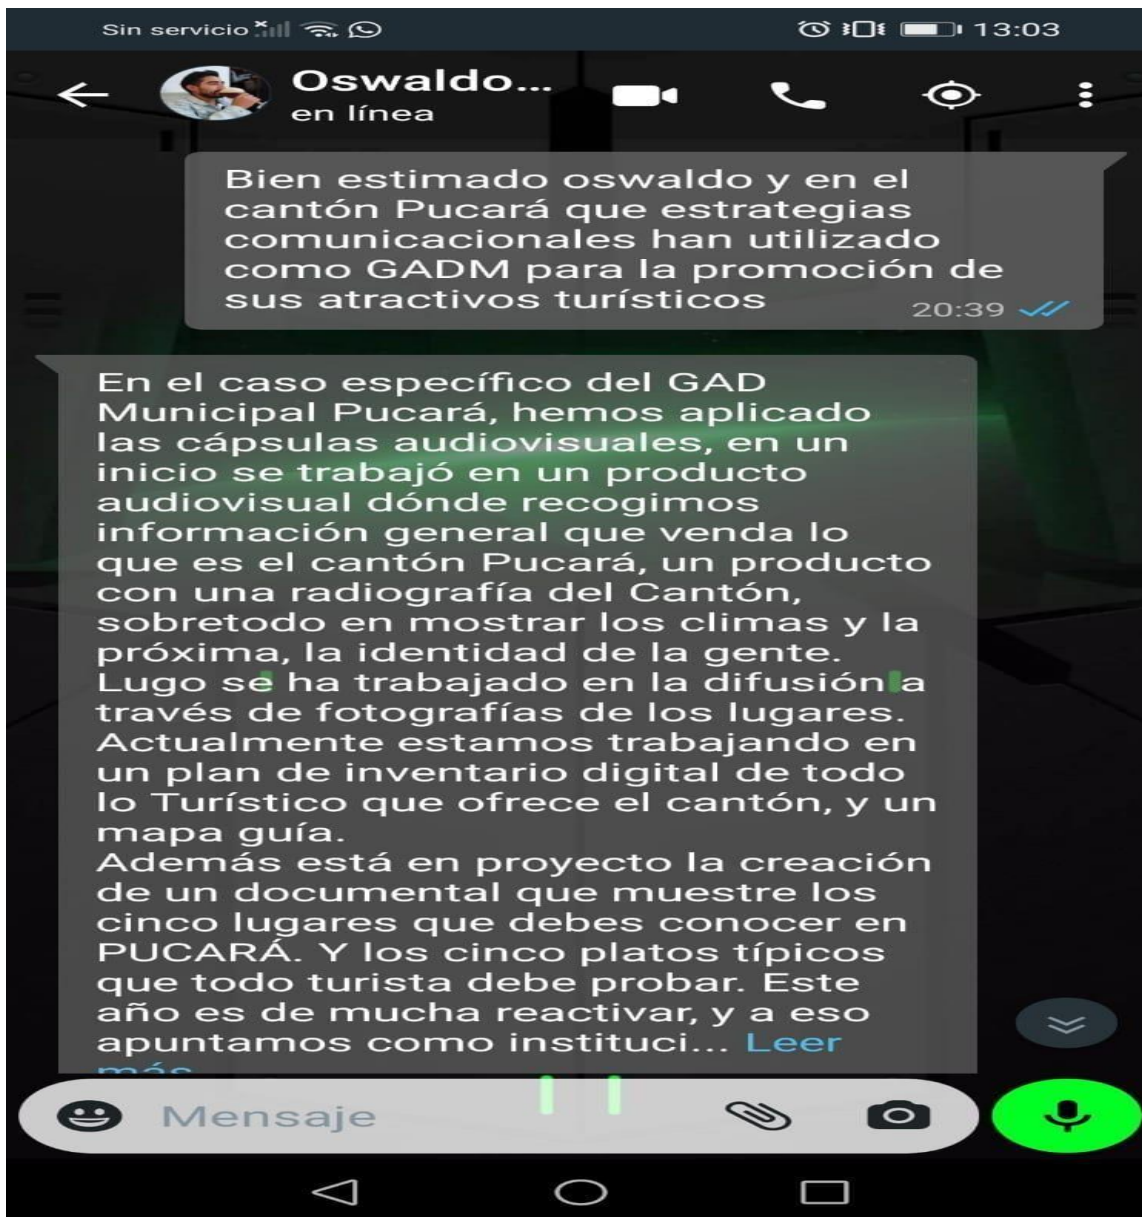 Sin servicio
13:03
Oswaldo...
en línea
Bien estimado oswaldo y en el
cantón Pucará que estrategias
comunicacionales han utilizado
como GADM para la promoción de
sus atractivos turísticos
20:39
En el caso específico del GAD
Municipal Pucará, hemos aplicado
las cápsulas audiovisuales, en un
inicio se trabajó en un producto
audiovisual dónde recogimos
información general que venda lo
que es el cantón Pucará, un producto
con una radiografía del Cantón,
sobretodo en mostrar los climas y la
próxima, la identidad de la gente.
Lugo se ha trabajado en la difusión a
través de fotografías de los lugares.
Actualmente estamos trabajando en
un plan de inventario digital de todo
lo Turístico que ofrece el cantón, y un
mapa guía.
Además está en proyecto la creación
de un documental que muestre los
cinco lugares que debes conocer en
PUCARÁ. Y los cinco platos típicos
que todo turista debe probar. Este
año es de mucha reactivar, y a eso
apuntamos como instituci... Leer
más
Mensaje